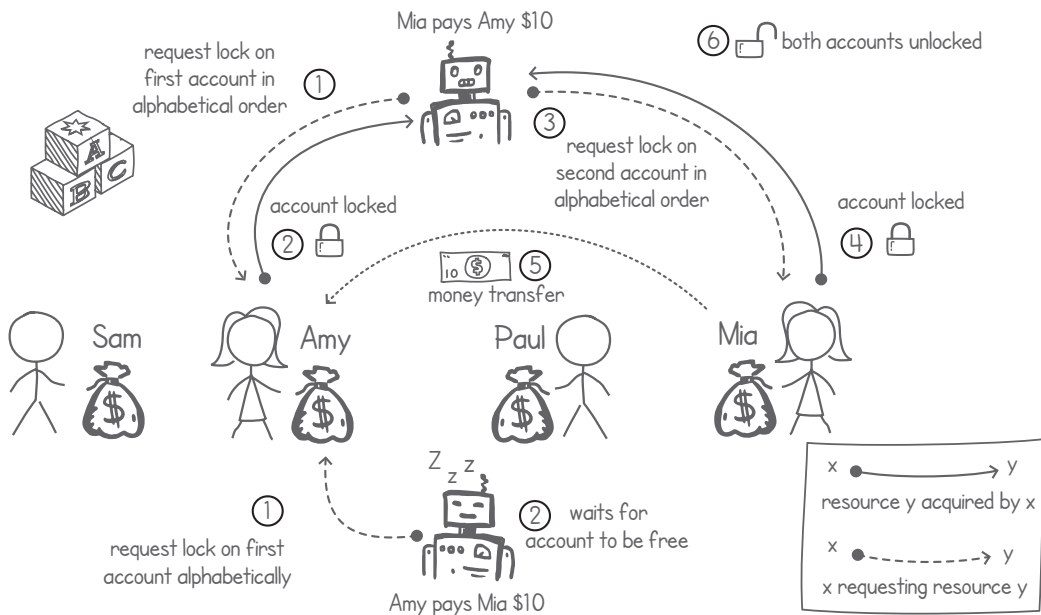 Mia pays Amy $10
request lock on
first account in
alphabetical order
1
6
both accounts unlocked
3
request lock on
second account in
alphabetical order
A
B
C
account locked
2
account locked
4
10 $
5
money transfer
Sam
Amy
Paul
Mia
$
$
$
$
Z z z
1
request lock on first
account alphabetically
2
waits for
account to be free
Amy pays Mia $10
x y
resource y acquired by x
x y
x requesting resource y